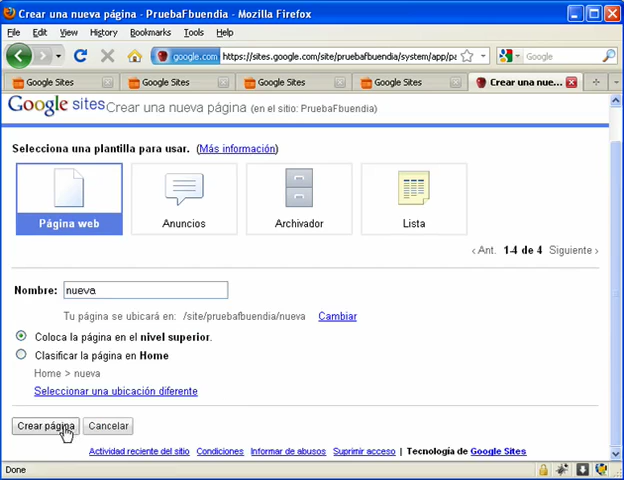 Crear una nueva página - PruebaFbuendia - Mozilla Firefox
File Edit View History Bookmarks Tools Help
google.com https://sites.google.com/site/pruebafbuendia/system/app/pa Google
Google Sites Google Sites Google Sites Google Sites Crear una nue...
Google sites Crear una nueva página (en el sitio: PruebaFbuendia)
Selecciona una plantilla para usar. (Más información)
Página web Anuncios Archivador Lista
‹ Ant. 1-4 de 4 Siguiente ›
Nombre: nueva
Tu página se ubicará en: /site/pruebafbuendia/nueva Cambiar
Coloca la página en el nivel superior.
Clasificar la página en Home
Home > nueva
Seleccionar una ubicación diferente
Crear página Cancelar
Actividad reciente del sitio Condiciones Informar de abusos Suprimir acceso | Tecnología de Google Sites
Done